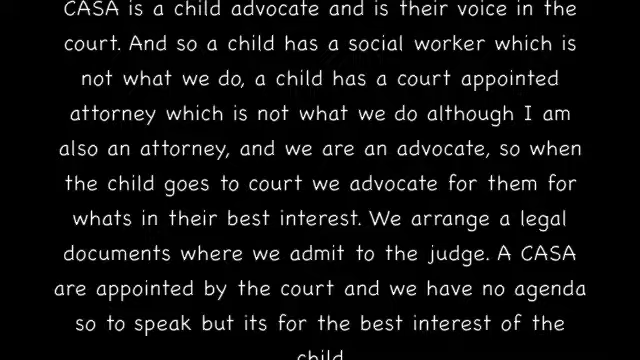 CASA is a child advocate and is their voice in the
court. And so a child has a social worker which is
not what we do, a child has a court appointed
attorney which is not what we do although I am
also an attorney, and we are an advocate, so when
the child goes to court we advocate for them for
whats in their best interest. We arrange a legal
documents where we admit to the judge. A CASA
are appointed by the court and we have no agenda
so to speak but its for the best interest of the
child